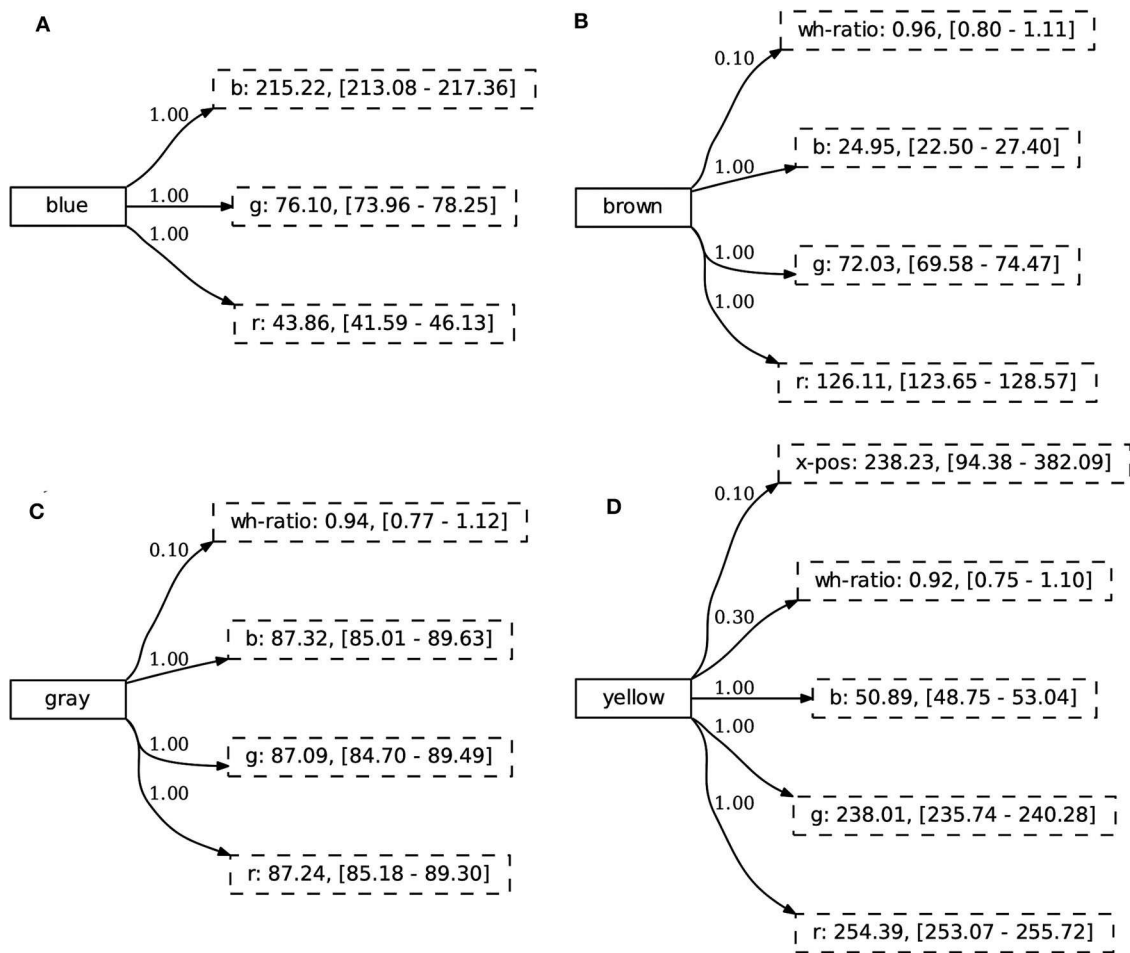 A
b: 215.22, [213.08 - 217.36]
1.00
blue
1.00
g: 76.10, [73.96 - 78.25]
1.00
r: 43.86, [41.59 - 46.13]
B
wh-ratio: 0.96, [0.80 - 1.11]
0.10
b: 24.95, [22.50 - 27.40]
1.00
brown
1.00
g: 72.03, [69.58 - 74.47]
1.00
r: 126.11, [123.65 - 128.57]
C
wh-ratio: 0.94, [0.77 - 1.12]
0.10
b: 87.32, [85.01 - 89.63]
1.00
gray
1.00
g: 87.09, [84.70 - 89.49]
1.00
r: 87.24, [85.18 - 89.30]
D
x-pos: 238.23, [94.38 - 382.09]
0.10
wh-ratio: 0.92, [0.75 - 1.10]
0.30
yellow
1.00
b: 50.89, [48.75 - 53.04]
1.00
g: 238.01, [235.74 - 240.28]
1.00
r: 254.39, [253.07 - 255.72]